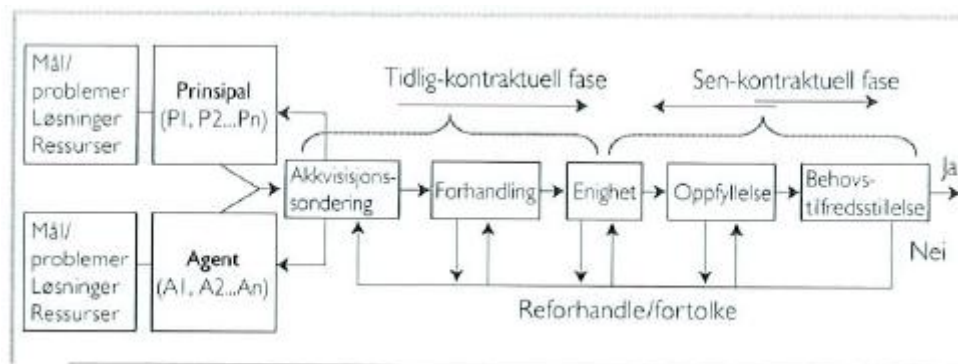 Mål/
problemer
Løsninger
Ressurser
Prinsipal
(P1, P2...Pn)
Mål/
problemer
Løsninger
Ressurser
Agent
(A1, A2...An)
Tidlig-kontraktuell fase
Sen-kontraktuell fase
Akkvisisjons-
sondering
Forhandling
Enighet
Oppfyllelse
Behovs-
tilfredsstillelse
Ja
Nei
Reforhandle/fortolke